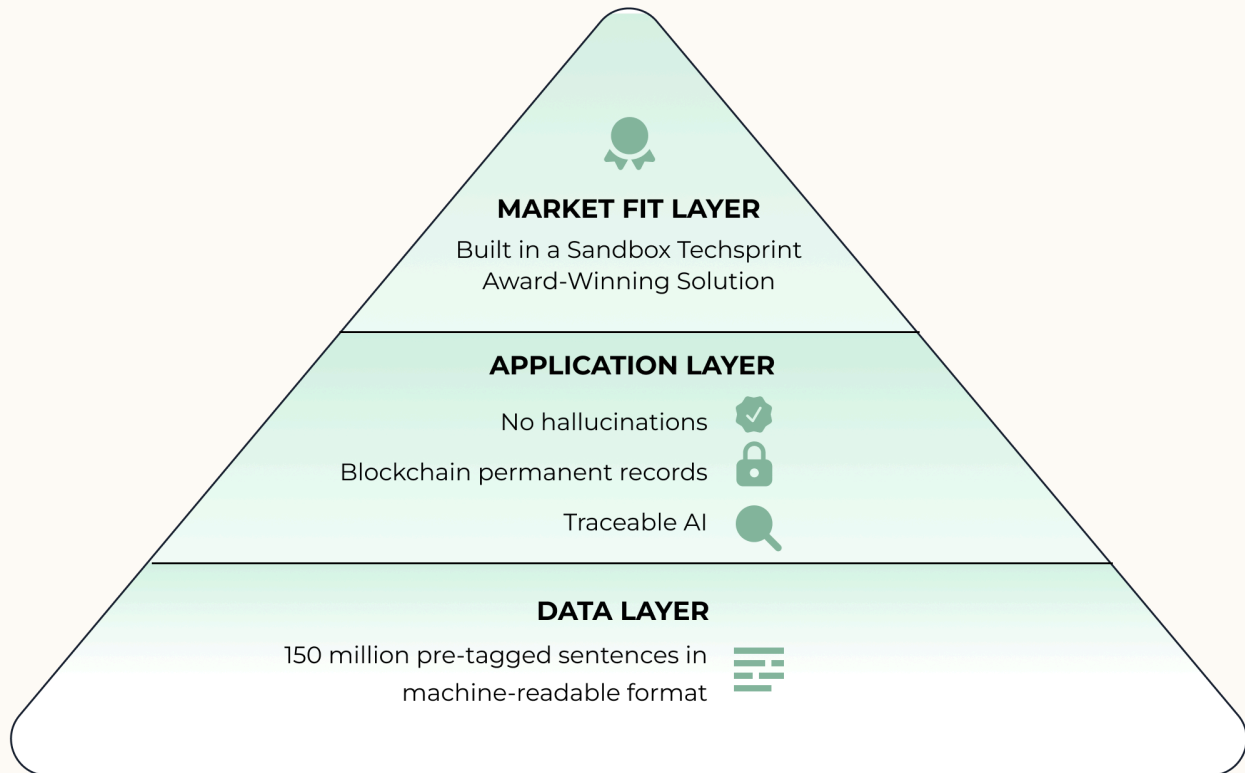 MARKET FIT LAYER
Built in a Sandbox Techsprint
Award-Winning Solution
APPLICATION LAYER
No hallucinations
Blockchain permanent records
Traceable AI
DATA LAYER
150 million pre-tagged sentences in
machine-readable format